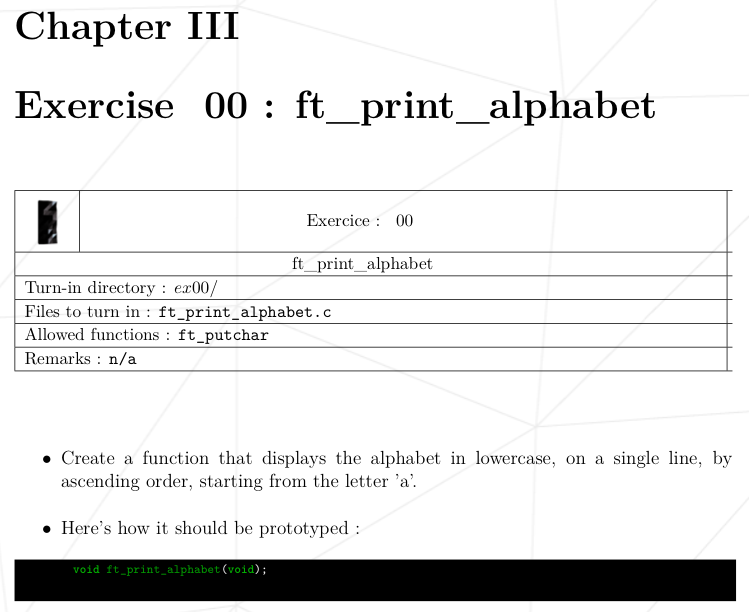 Chapter III
Exercise 00 : ft_print_alphabet
Exercice : 00
ft_print_alphabet
Turn-in directory : ex00/
Files to turn in : ft_print_alphabet.c
Allowed functions : ft_putchar
Remarks : n/a
• Create a function that displays the alphabet in lowercase, on a single line, by
ascending order, starting from the letter 'a'.
• Here's how it should be prototyped :
void ft_print_alphabet(void);